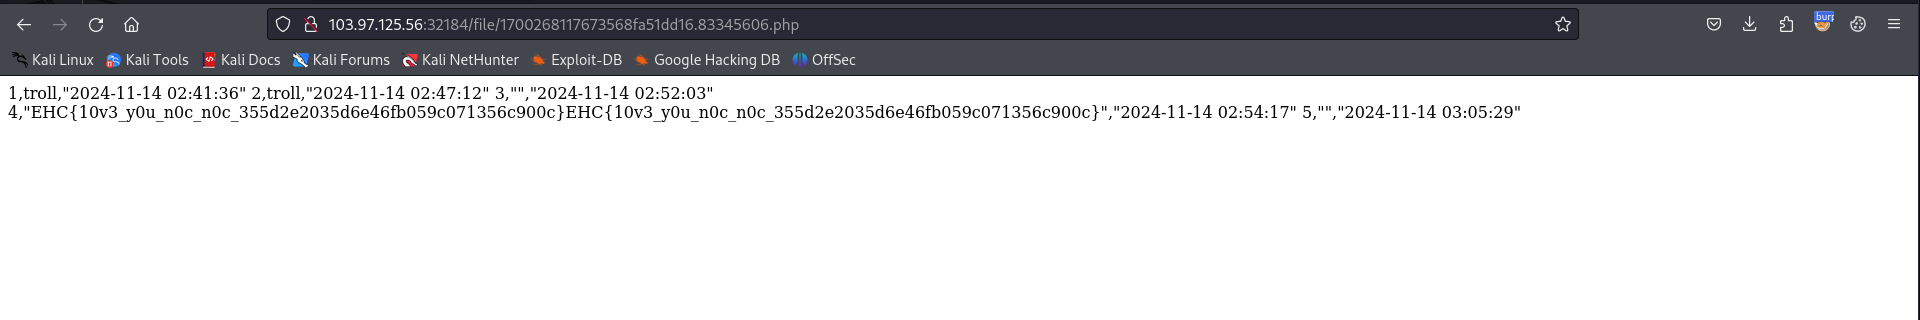 103.97.125.56:32184/file/1700268117673568fa51dd16.83345606.php
burp
Kali Linux Kali Tools Kali Docs Kali Forums Kali NetHunter Exploit-DB Google Hacking DB OffSec
1,troll,"2024-11-14 02:41:36" 2,troll,"2024-11-14 02:47:12" 3,"","2024-11-14 02:52:03"
4,"EHC{10v3_y0u_n0c_n0c_355d2e2035d6e46fb059c071356c900c}EHC{10v3_y0u_n0c_n0c_355d2e2035d6e46fb059c071356c900c}","2024-11-14 02:54:17" 5,"","2024-11-14 03:05:29"